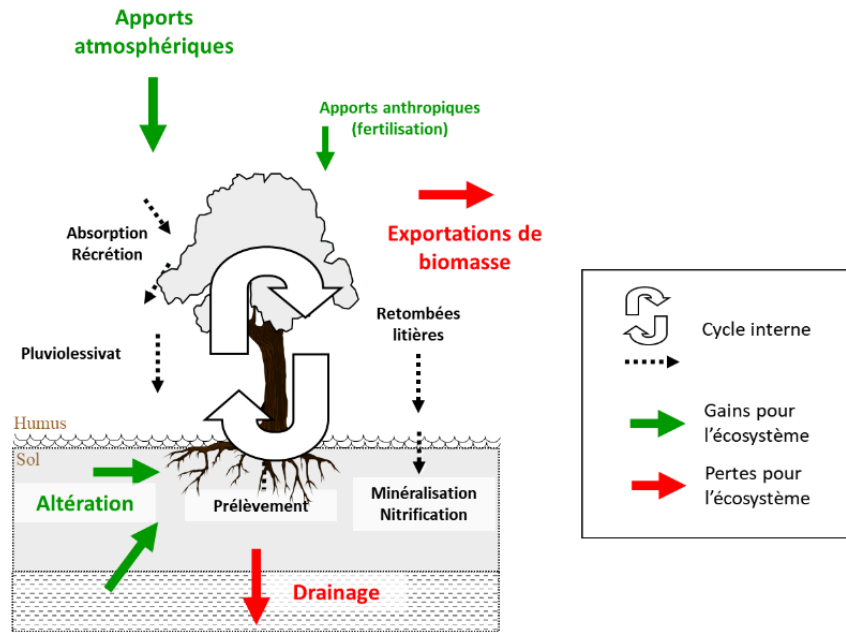 Apports
atmosphériques
Apports anthropiques
(fertilisation)
Absorption
Récrétion
Exportations de
biomasse
Retombées
litières
Pluviolessivat
Humus
Sol
Altération
Prélèvement
Minéralisation
Nitrification
Drainage
Cycle interne
Gains pour
l'écosystème
Pertes pour
l'écosystème